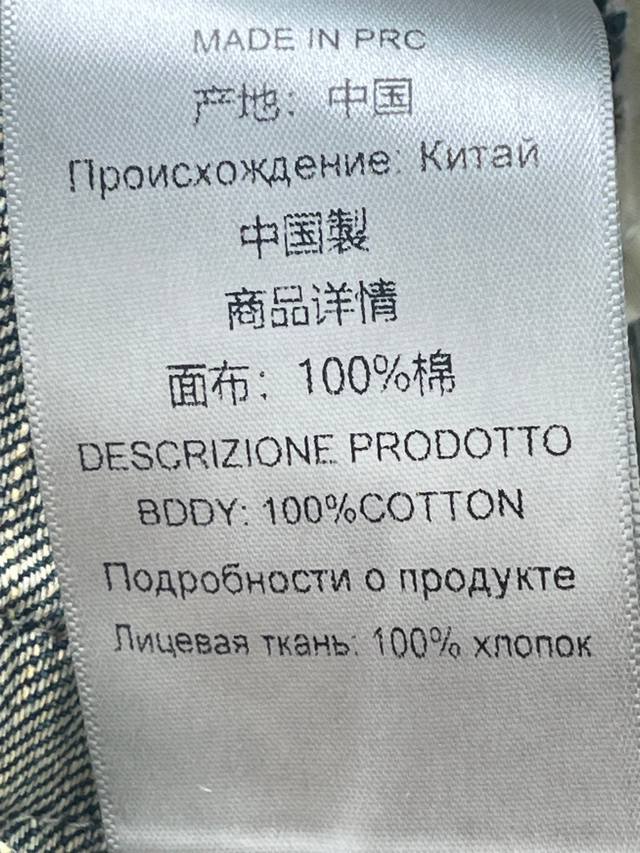 MADE IN PRC
产地：中国
Происхождение: Китай
中国製
商品详情
面布：100%棉
DESCRIZIONE PRODOTTO
BDDY: 100%COTTON
Подробности о продукте
Лицевая ткань: 100% хлопок